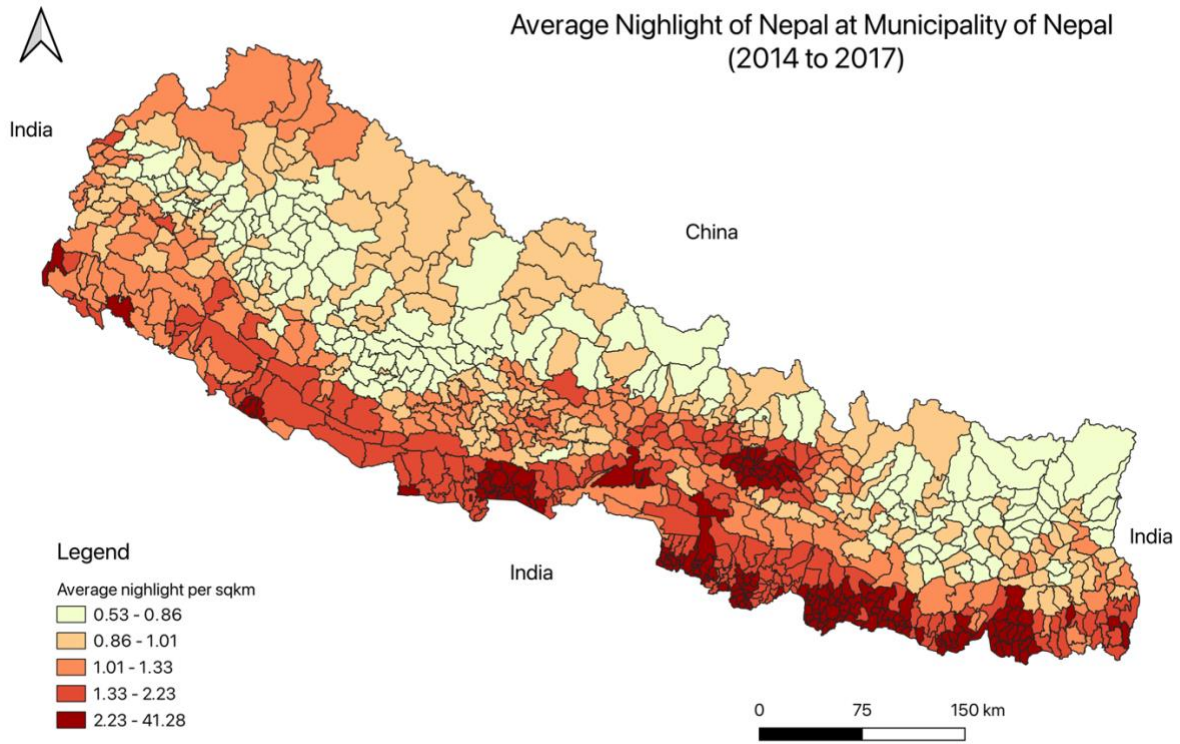 Average Nighlight of Nepal at Municipality of Nepal
(2014 to 2017)
India
China
India
India
Legend
Average nighlight per sqkm
0.53 - 0.86
0.86 - 1.01
1.01 - 1.33
1.33 - 2.23
2.23 - 41.28
0 75 150 km